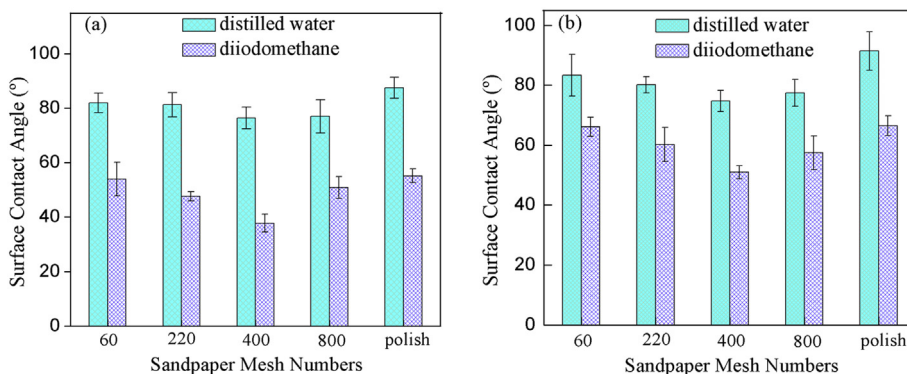 (a)
distilled water
diiodomethane
Surface Contact Angle (º)
100
80
60
40
20
0
60 220 400 800 polish
Sandpaper Mesh Numbers
(b)
distilled water
diiodomethane
Surface Contact Angle (º)
100
80
60
40
20
0
60 220 400 800 polish
Sandpaper Mesh Numbers